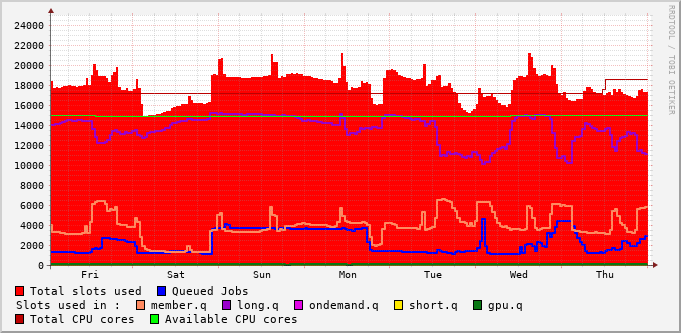 24000
22000
20000
18000
16000
14000
12000
10000
8000
6000
4000
2000
0
Fri Sat Sun Mon Tue Wed Thu
Total slots used Queued Jobs
Slots used in : member.q long.q ondemand.q short.q gpu.q
Total CPU cores Available CPU cores
RRDTOOL / TOBI OETIKER